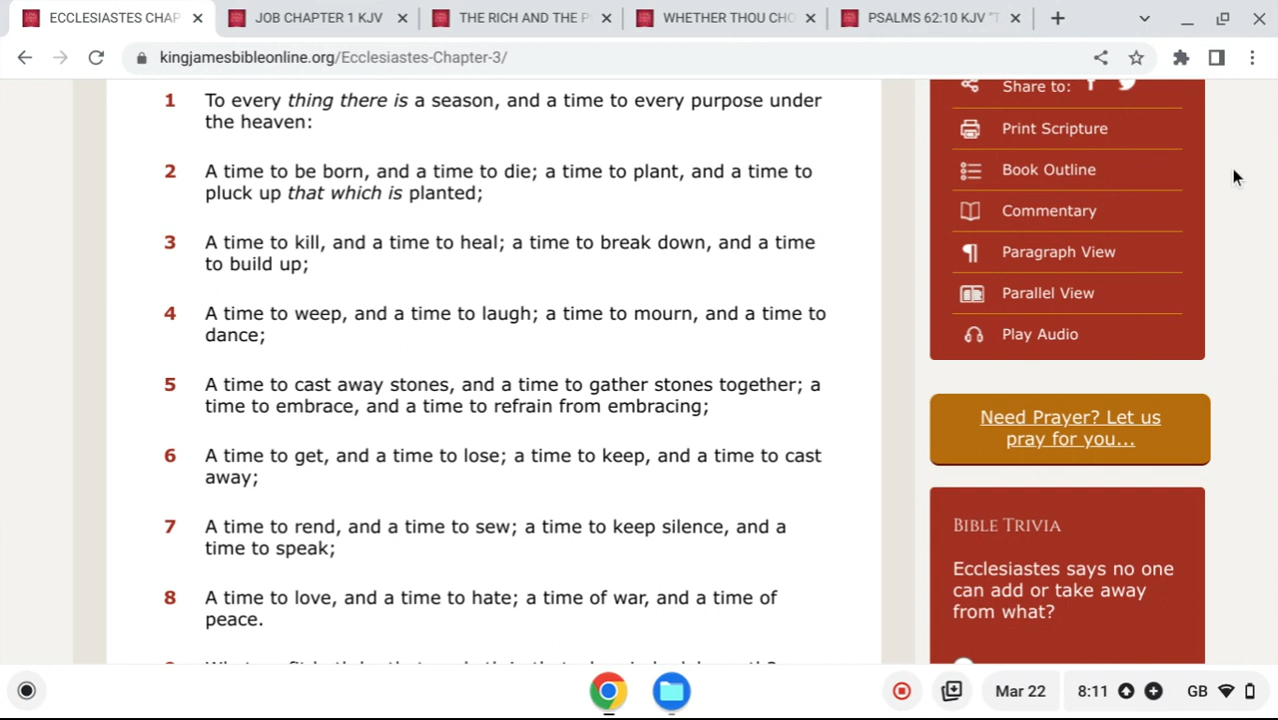 ECCLESIASTES CHAP
JOB CHAPTER 1 KJV
THE RICH AND THE P
WHETHER THOU CHO
PSALMS 62:10 KJV "T
kingjamesbibleonline.org/Ecclesiastes-Chapter-3/
1 To every thing there is a season, and a time to every purpose under
the heaven:
2 A time to be born, and a time to die; a time to plant, and a time to
pluck up that which is planted;
3 A time to kill, and a time to heal; a time to break down, and a time
to build up;
4 A time to weep, and a time to laugh; a time to mourn, and a time to
dance;
5 A time to cast away stones, and a time to gather stones together; a
time to embrace, and a time to refrain from embracing;
6 A time to get, and a time to lose; a time to keep, and a time to cast
away;
7 A time to rend, and a time to sew; a time to keep silence, and a
time to speak;
8 A time to love, and a time to hate; a time of war, and a time of
peace.
Share to:
Print Scripture
Book Outline
Commentary
Paragraph View
Parallel View
Play Audio
Need Prayer? Let us
pray for you...
BIBLE TRIVIA
Ecclesiastes says no one
can add or take away
from what?
Mar 22
8:11
GB